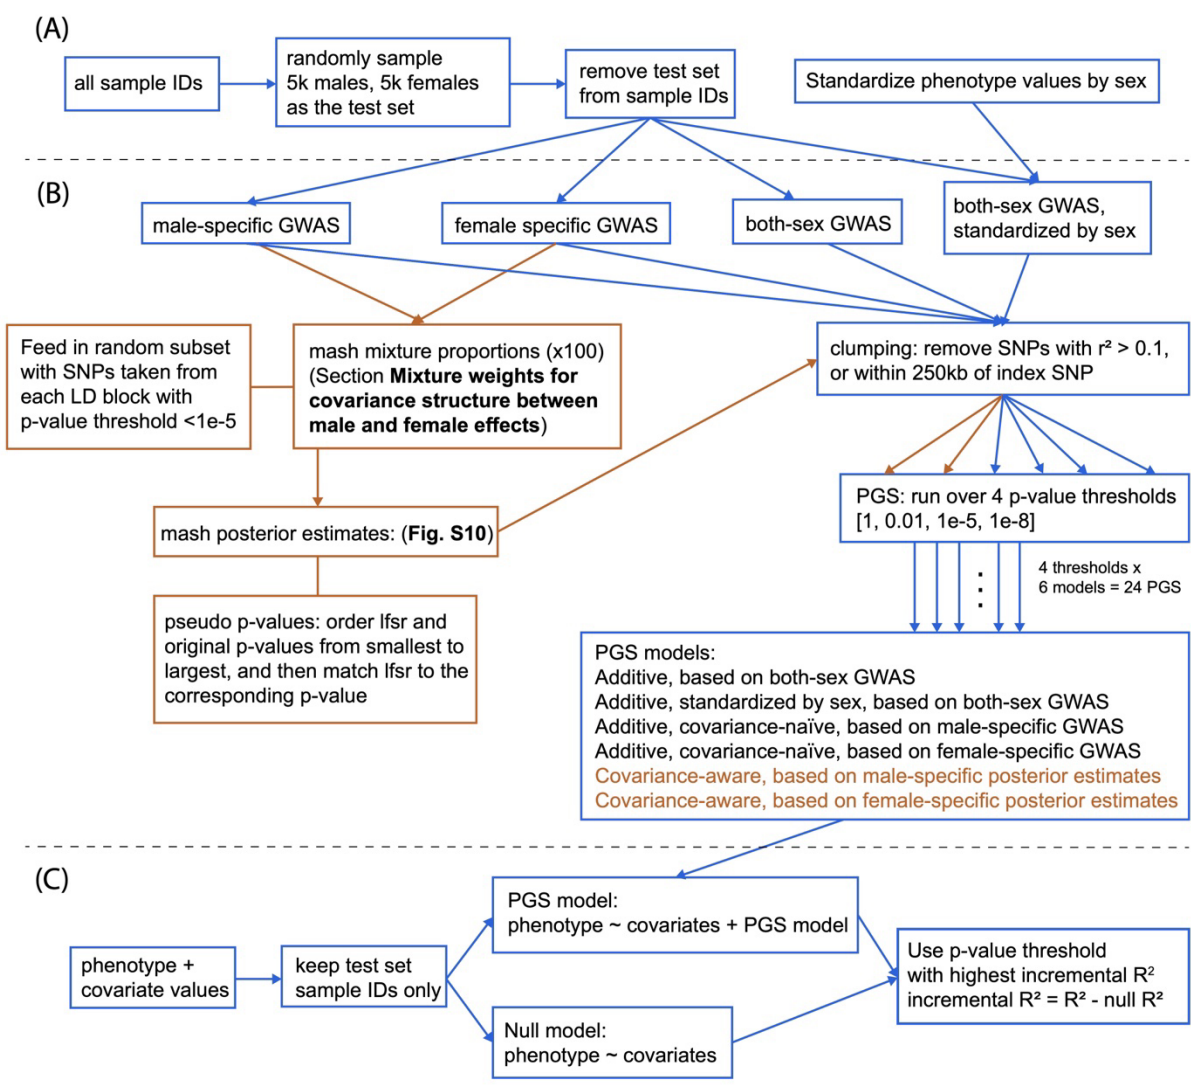 (A)
all sample IDs
randomly sample
5k males, 5k females
as the test set
remove test set
from sample IDs
Standardize phenotype values by sex
(B)
male-specific GWAS
female specific GWAS
both-sex GWAS
both-sex GWAS,
standardized by sex
Feed in random subset
with SNPs taken from
each LD block with
p-value threshold <1e-5
mash mixture proportions (x100)
(Section Mixture weights for
covariance structure between
male and female effects)
clumping: remove SNPs with r² > 0.1,
or within 250kb of index SNP
mash posterior estimates: (Fig. S10)
PGS: run over 4 p-value thresholds
[1, 0.01, 1e-5, 1e-8]
4 thresholds x
6 models = 24 PGS
pseudo p-values: order lfsr and
original p-values from smallest to
largest, and then match lfsr to the
corresponding p-value
PGS models:
Additive, based on both-sex GWAS
Additive, standardized by sex, based on both-sex GWAS
Additive, covariance-naïve, based on male-specific GWAS
Additive, covariance-naïve, based on female-specific GWAS
Covariance-aware, based on male-specific posterior estimates
Covariance-aware, based on female-specific posterior estimates
(C)
phenotype +
covariate values
keep test set
sample IDs only
PGS model:
phenotype ~ covariates + PGS model
Null model:
phenotype ~ covariates
Use p-value threshold
with highest incremental R²
incremental R² = R² - null R²